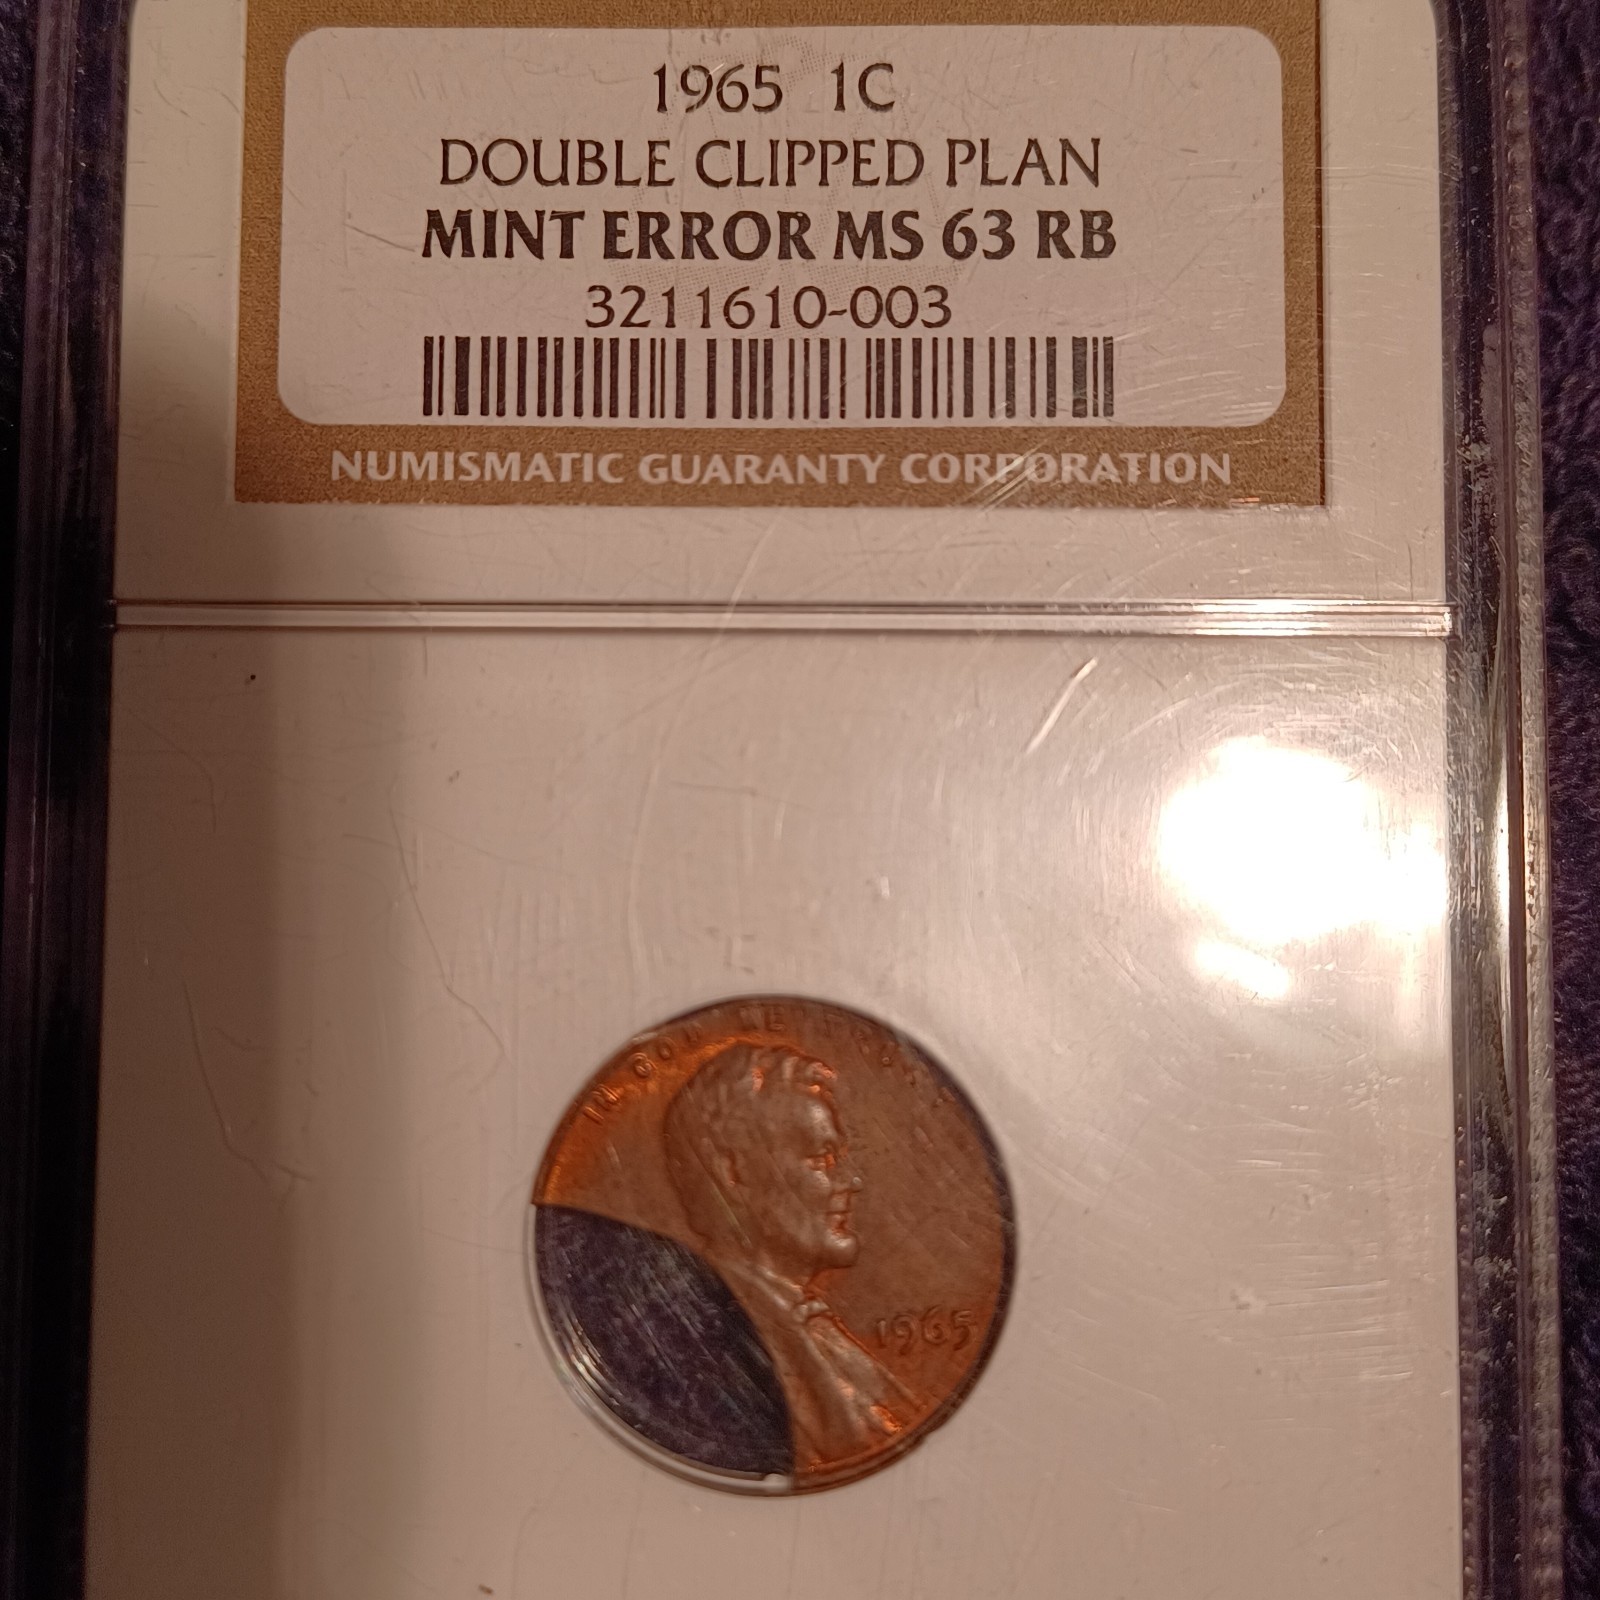 1965 1C
DOUBLE CLIPPED PLAN
MINT ERROR MS 63 RB
3211610-003
NUMISMATIC GUARANTY CORPORATION
IN GOD WE TRUST
1965